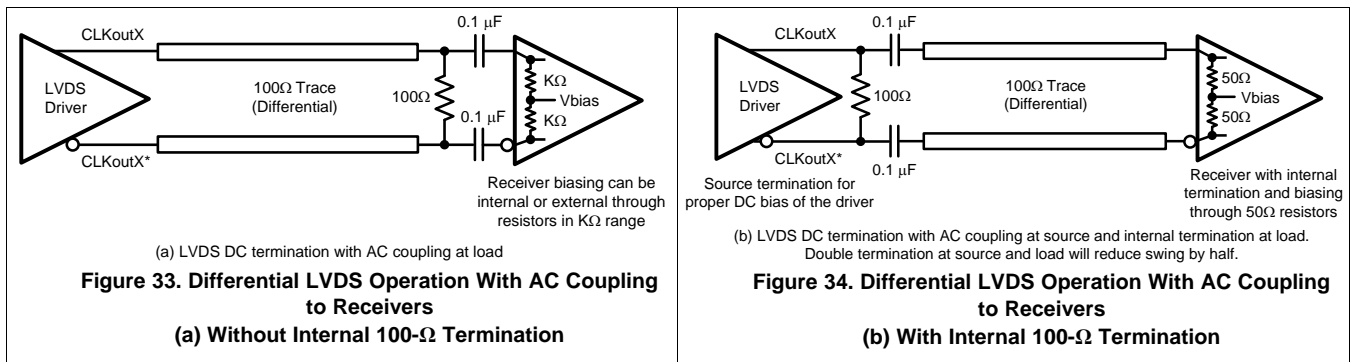 CLKoutX
0.1 µF
LVDS
Driver
100Ω Trace
(Differential)
100Ω
KΩ
Vbias
KΩ
0.1 µF
CLKoutX*
Receiver biasing can be
internal or external through
resistors in KΩ range
(a) LVDS DC termination with AC coupling at load
Figure 33. Differential LVDS Operation With AC Coupling
to Receivers
(a) Without Internal 100-Ω Termination
CLKoutX
0.1 µF
LVDS
Driver
100Ω
100Ω Trace
(Differential)
50Ω
Vbias
50Ω
CLKoutX*
0.1 µF
Source termination for
proper DC bias of the driver
Receiver with internal
termination and biasing
through 50Ω resistors
(b) LVDS DC termination with AC coupling at source and internal termination at load.
Double termination at source and load will reduce swing by half.
Figure 34. Differential LVDS Operation With AC Coupling
to Receivers
(b) With Internal 100-Ω Termination